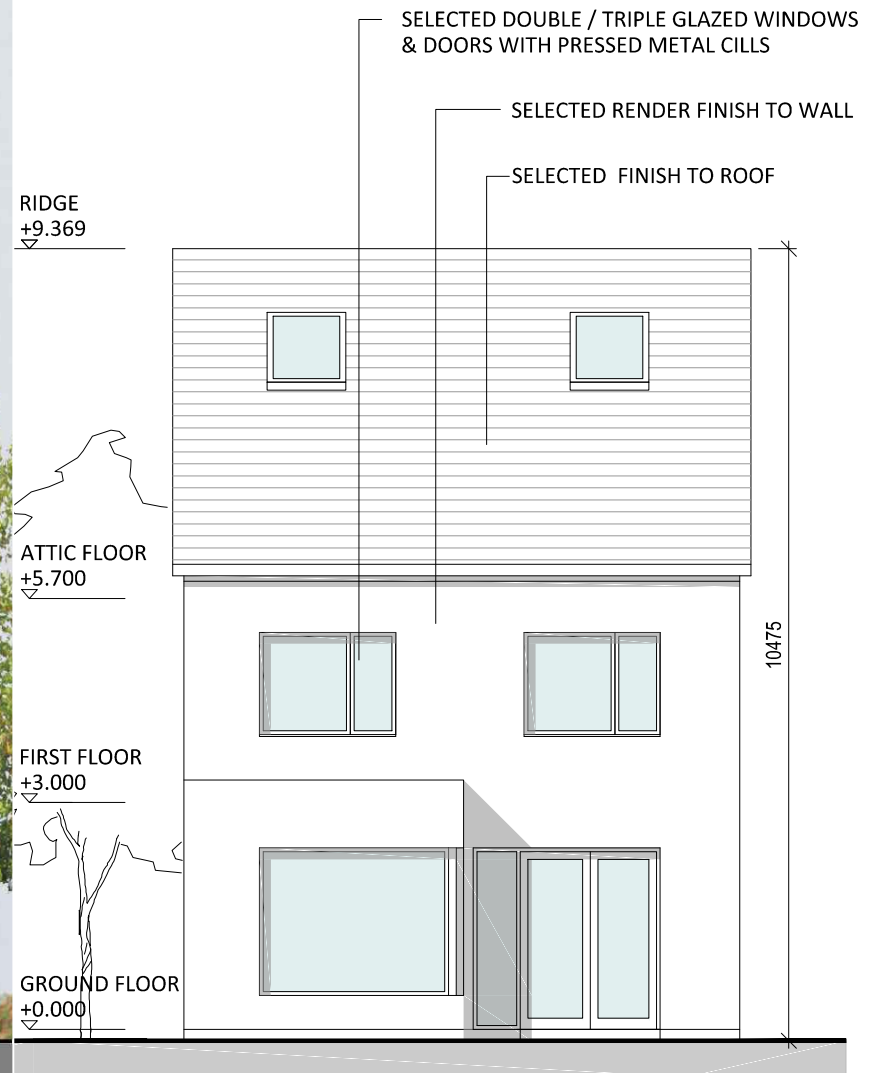 SELECTED DOUBLE / TRIPLE GLAZED WINDOWS
& DOORS WITH PRESSED METAL CILLS
SELECTED RENDER FINISH TO WALL
SELECTED FINISH TO ROOF
RIDGE
+9.369
ATTIC FLOOR
+5.700
10475
FIRST FLOOR
+3.000
GROUND FLOOR
+0.000